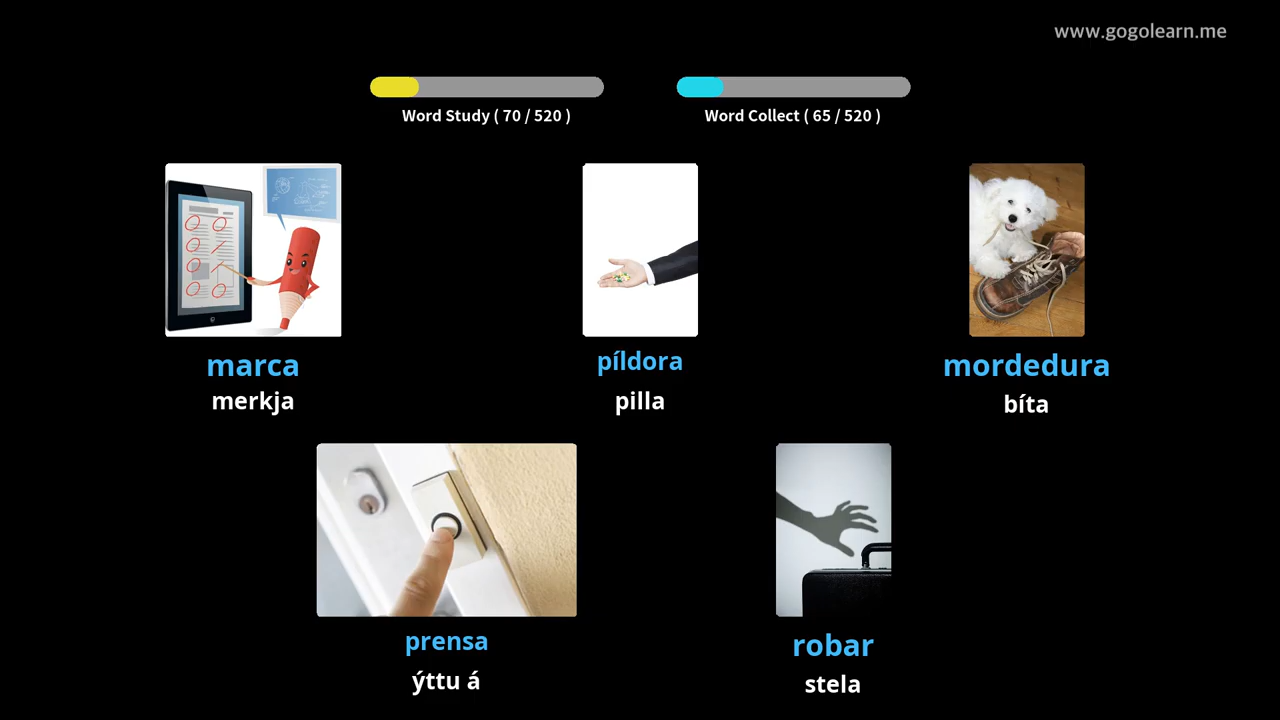 www.gogolearn.me
Word Study ( 70 / 520 )
Word Collect ( 65 / 520 )
marca
merkja
píldora
pilla
mordedura
bíta
prensa
ýttu á
robar
stela